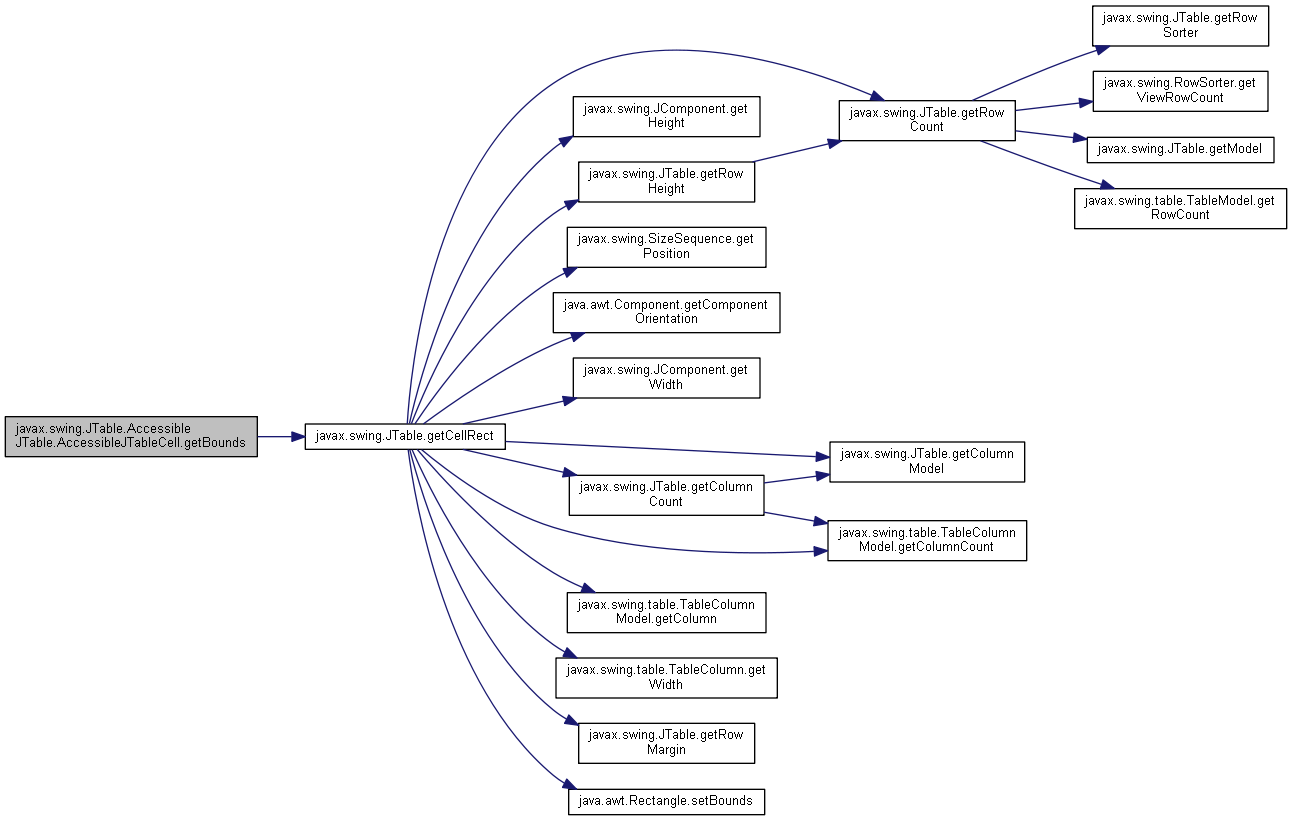 javax.swing.JTable.getRow
Sorter
javax.swing.RowSorter.get
ViewRowCount
javax.swing.JComponent.get
Height
javax.swing.JTable.getRow
Count
javax.swing.JTable.getModel
javax.swing.JTable.getRow
Height
javax.swing.table.TableModel.get
RowCount
javax.swing.SizeSequence.get
Position
java.awt.Component.getComponent
Orientation
javax.swing.JComponent.get
Width
javax.swing.JTable.Accessible
JTable.AccessibleJTableCell.getBounds
javax.swing.JTable.getCellRect
javax.swing.JTable.getColumn
Model
javax.swing.JTable.getColumn
Count
javax.swing.table.TableColumn
Model.getColumnCount
javax.swing.table.TableColumn
Model.getColumn
javax.swing.table.TableColumn.get
Width
javax.swing.JTable.getRow
Margin
java.awt.Rectangle.setBounds